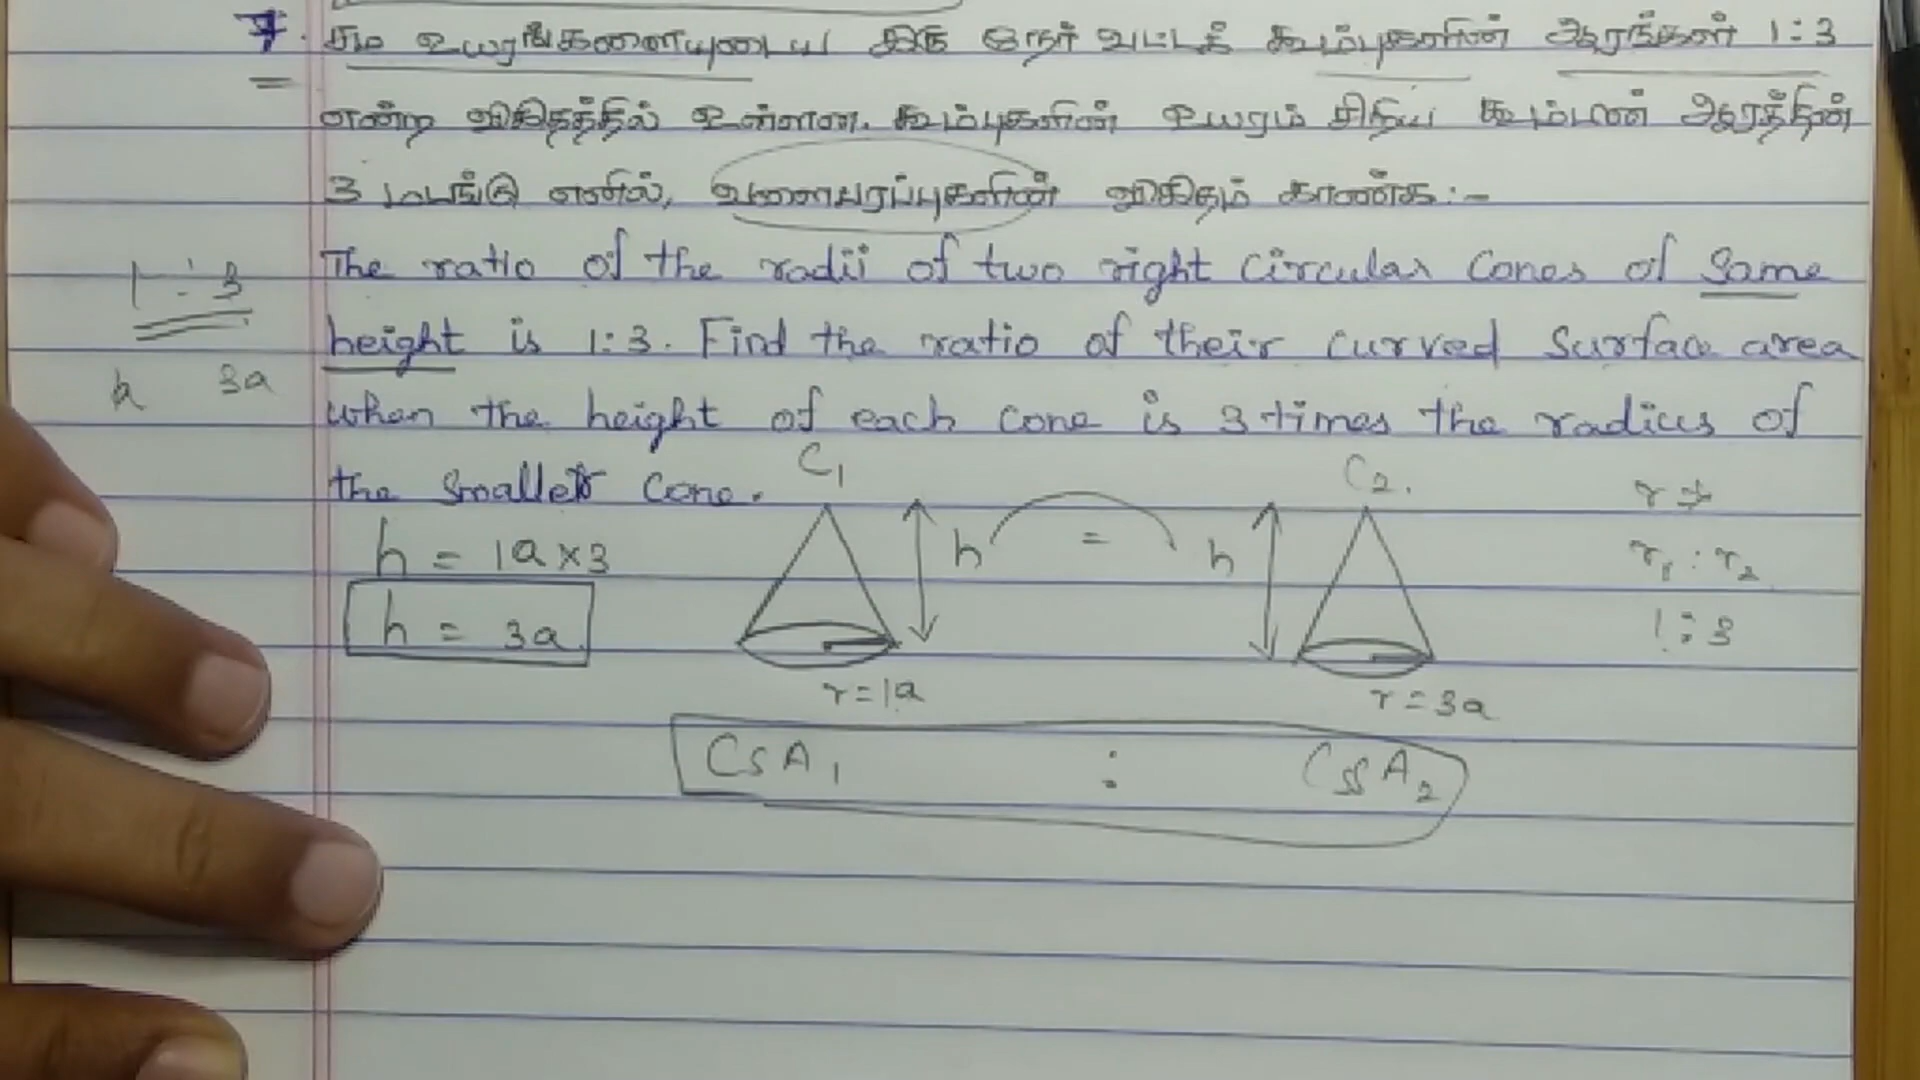 7. சம உயரங்களையுடைய இரு நேர் வட்டக் கூம்புகளின் ஆரங்கள் 1:3
என்ற விகிதத்தில் உள்ளன. கூம்புகளின் உயரம் சிறிய கூம்பின் ஆரத்தின்
3 மடங்கு எனில், வளைபரப்புகளின் விகிதம் காண்க:-
1 : 3
The ratio of the radii of two right circular cones of same
height is 1:3. Find the ratio of their curved surface area
3a
when the height of each cone is 3 times the radius of
the smaller cone.
C1
C2.
r
h = 1a×3
h
=
h
r1 : r2
h = 3a
1 : 3
r=1a
r=3a
CSA1 : CSA2